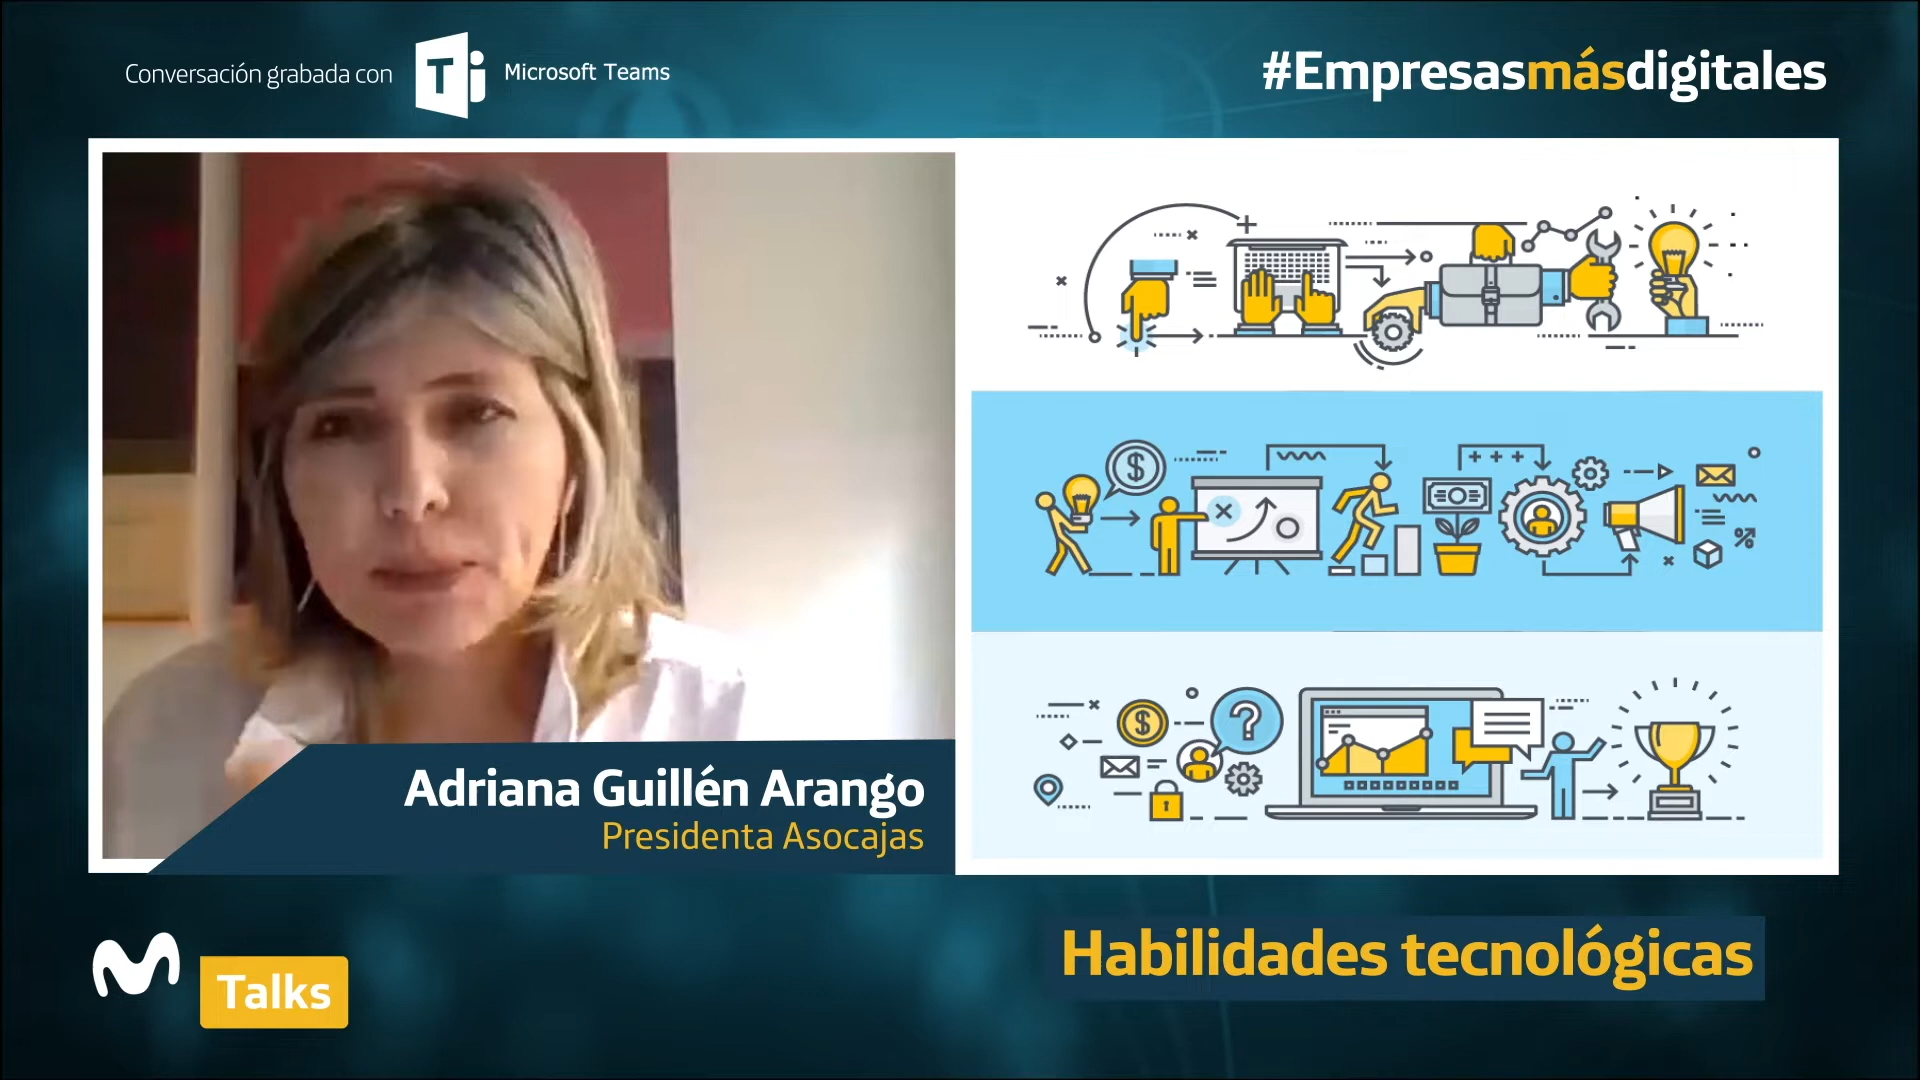 Conversación grabada con
T
Microsoft Teams
#Empresasmásdigitales
$
$
?
%
Adriana Guillén Arango
Presidenta Asocajas
Talks
Habilidades tecnológicas